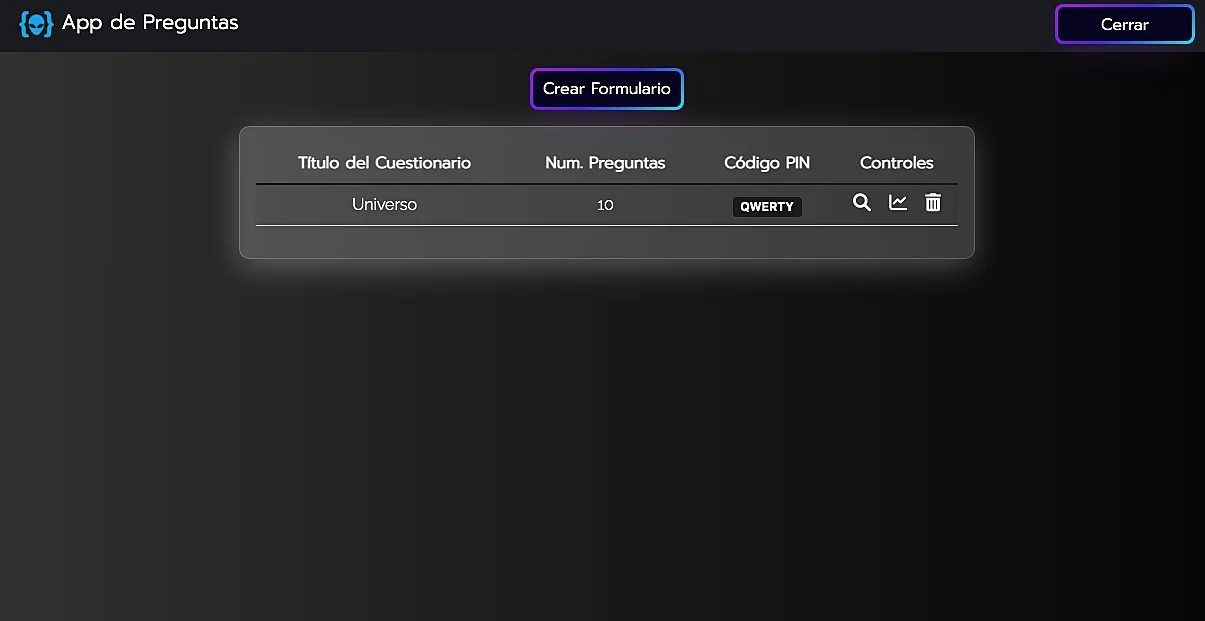 App de Preguntas
Cerrar
Crear Formulario
Título del Cuestionario Num. Preguntas Código PIN Controles
Universo 10 QWERTY